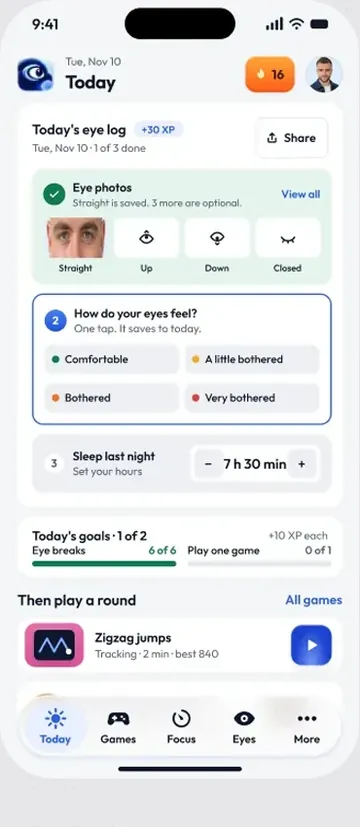 9:41
Tue, Nov 10
Today
16
Today's eye log +30 XP
Tue, Nov 10 · 1 of 3 done
Share
Eye photos
Straight is saved. 3 more are optional.
View all
Straight Up Down Closed
2 How do your eyes feel?
One tap. It saves to today.
Comfortable A little bothered
Bothered Very bothered
3 Sleep last night
Set your hours
− 7 h 30 min +
Today's goals · 1 of 2 +10 XP each
Eye breaks 6 of 6 Play one game 0 of 1
Then play a round All games
Zigzag jumps
Tracking · 2 min · best 840
Today Games Focus Eyes More